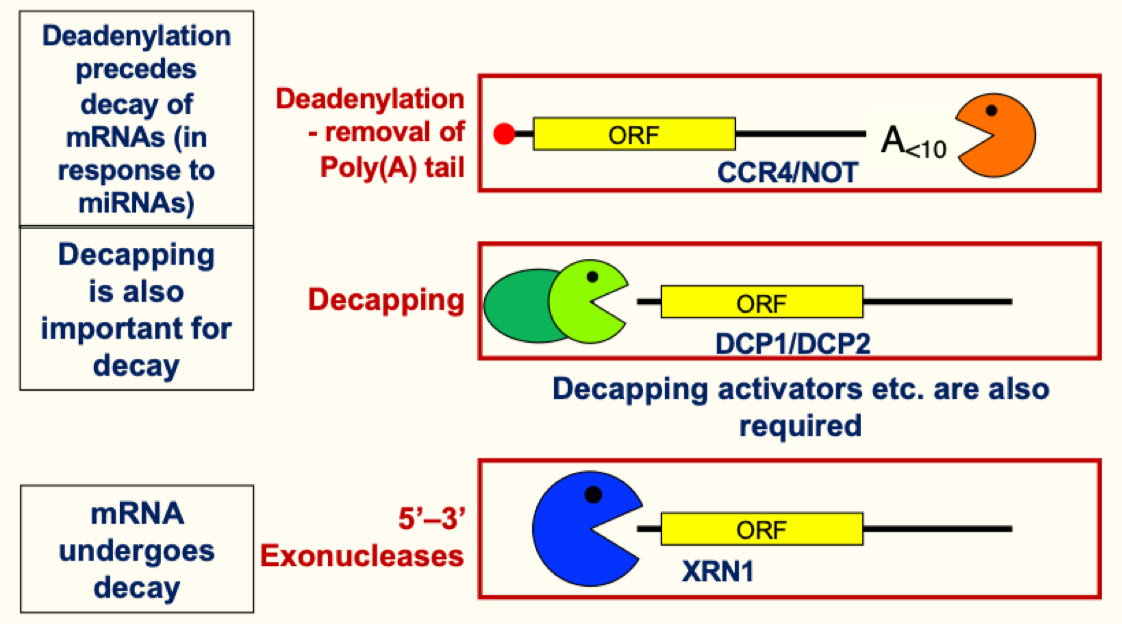 Deadenylation
precedes
decay of
mRNAs (in
response to
miRNAs)
Deadenylation
- removal of
Poly(A) tail
ORF
A<10
CCR4/NOT
Decapping
is also
important for
decay
Decapping
ORF
DCP1/DCP2
Decapping activators etc. are also
required
mRNA
undergoes
decay
5’–3’
Exonucleases
ORF
XRN1